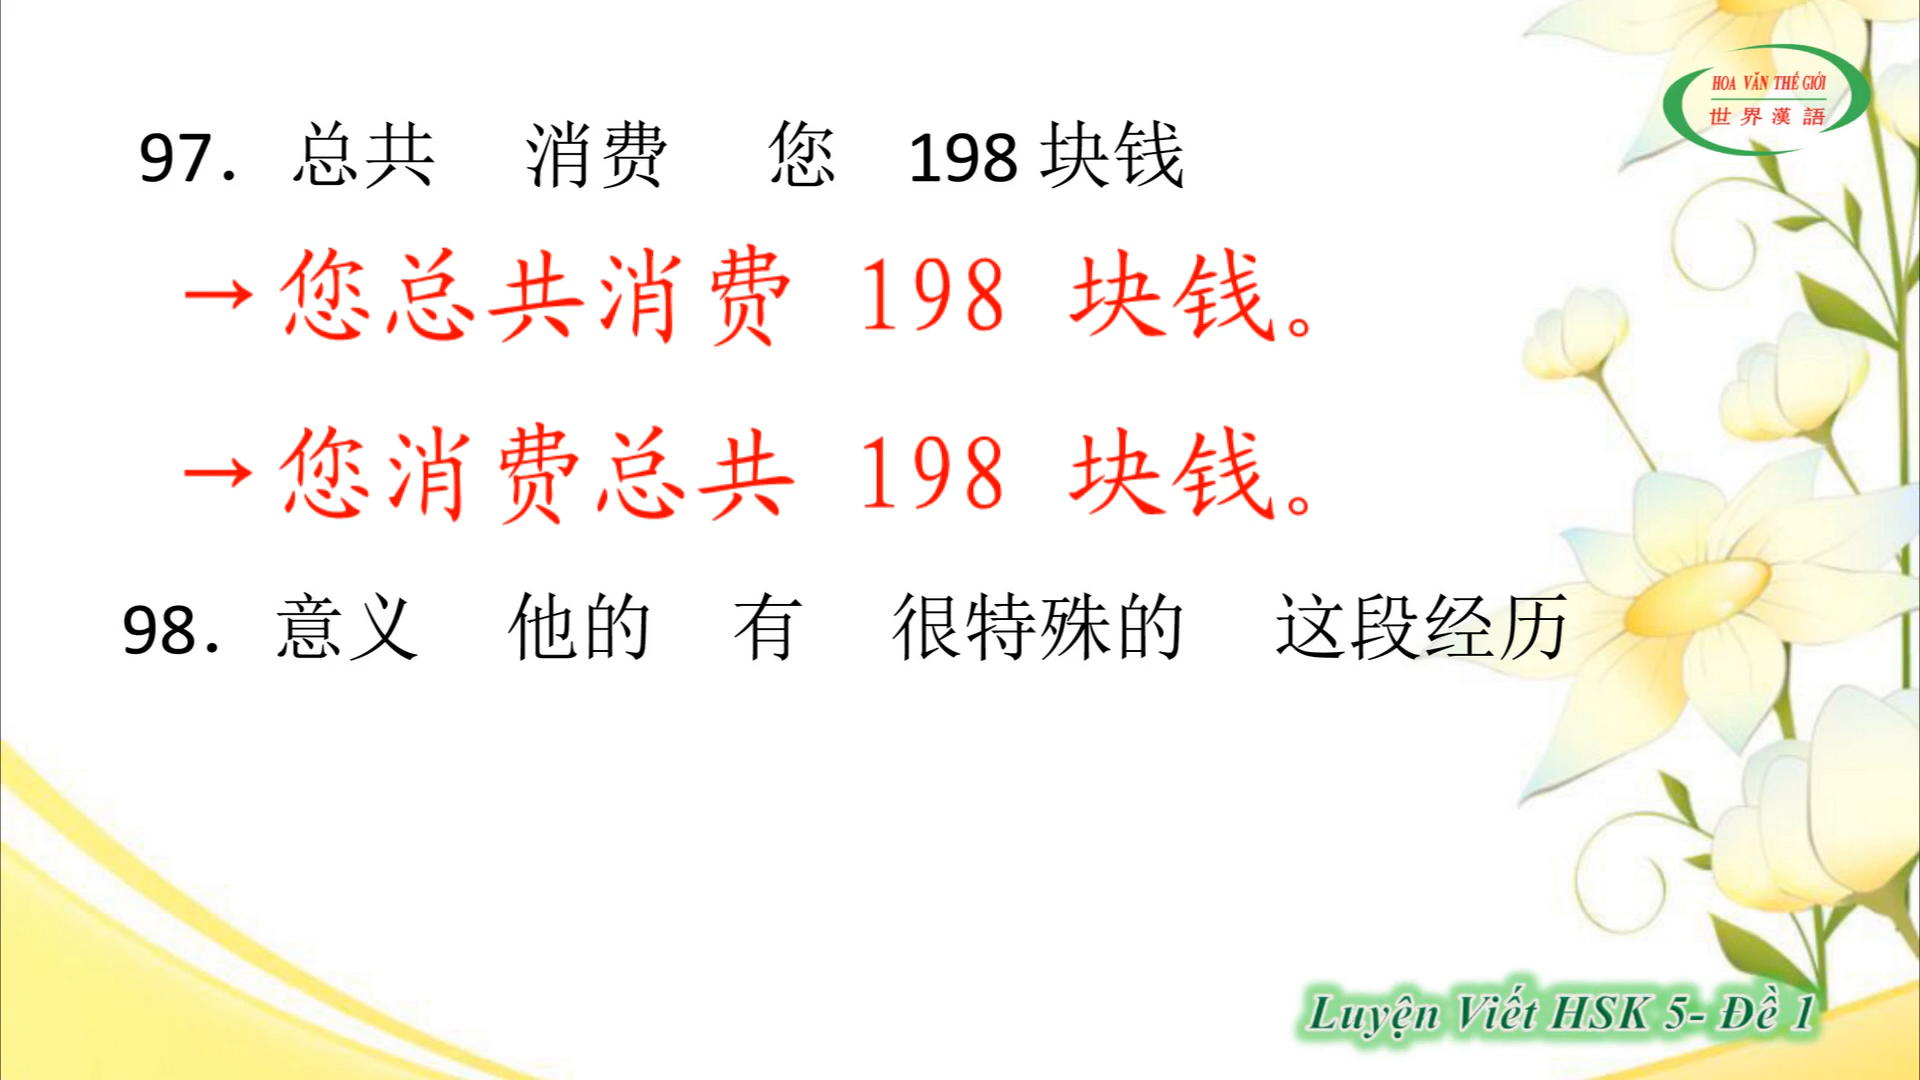 HOA VĂN THẾ GIỚI
世界漢語
97. 总共 消费 您 198 块钱
→您总共消费 198 块钱。
→您消费总共 198 块钱。
98. 意义 他的 有 很特殊的 这段经历
Luyện Viết HSK 5- Đề 1